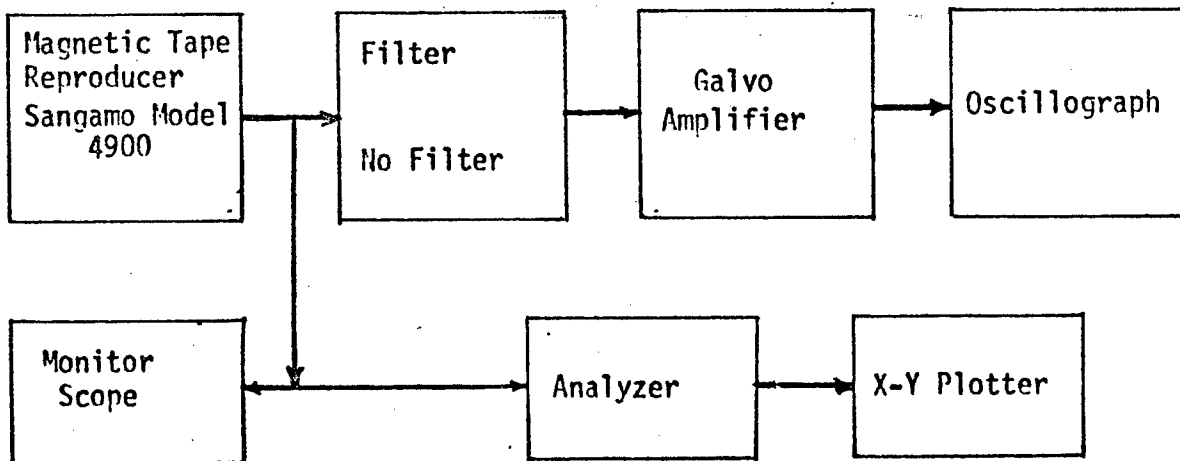 Magnetic Tape
Reproducer
Sangamo Model
4900
Filter
No Filter
Galvo
Amplifier
Oscillograph
Monitor
Scope
Analyzer
X-Y Plotter